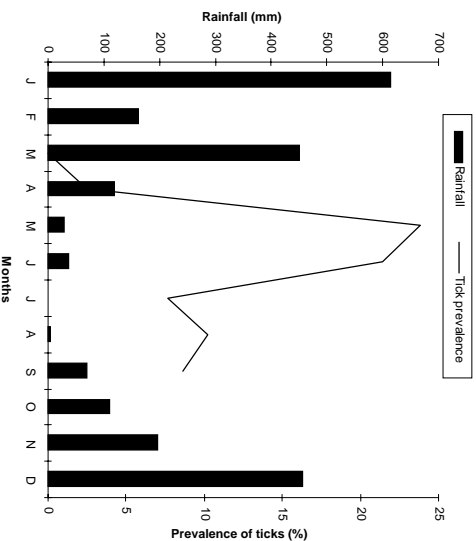 Rainfall (mm)
0 100 200 300 400 500 600 700
J
F
M
A
M
J
J
A
S
O
N
D
Months
0 5 10 15 20 25
Prevalence of ticks (%)
Rainfall
Tick prevalence